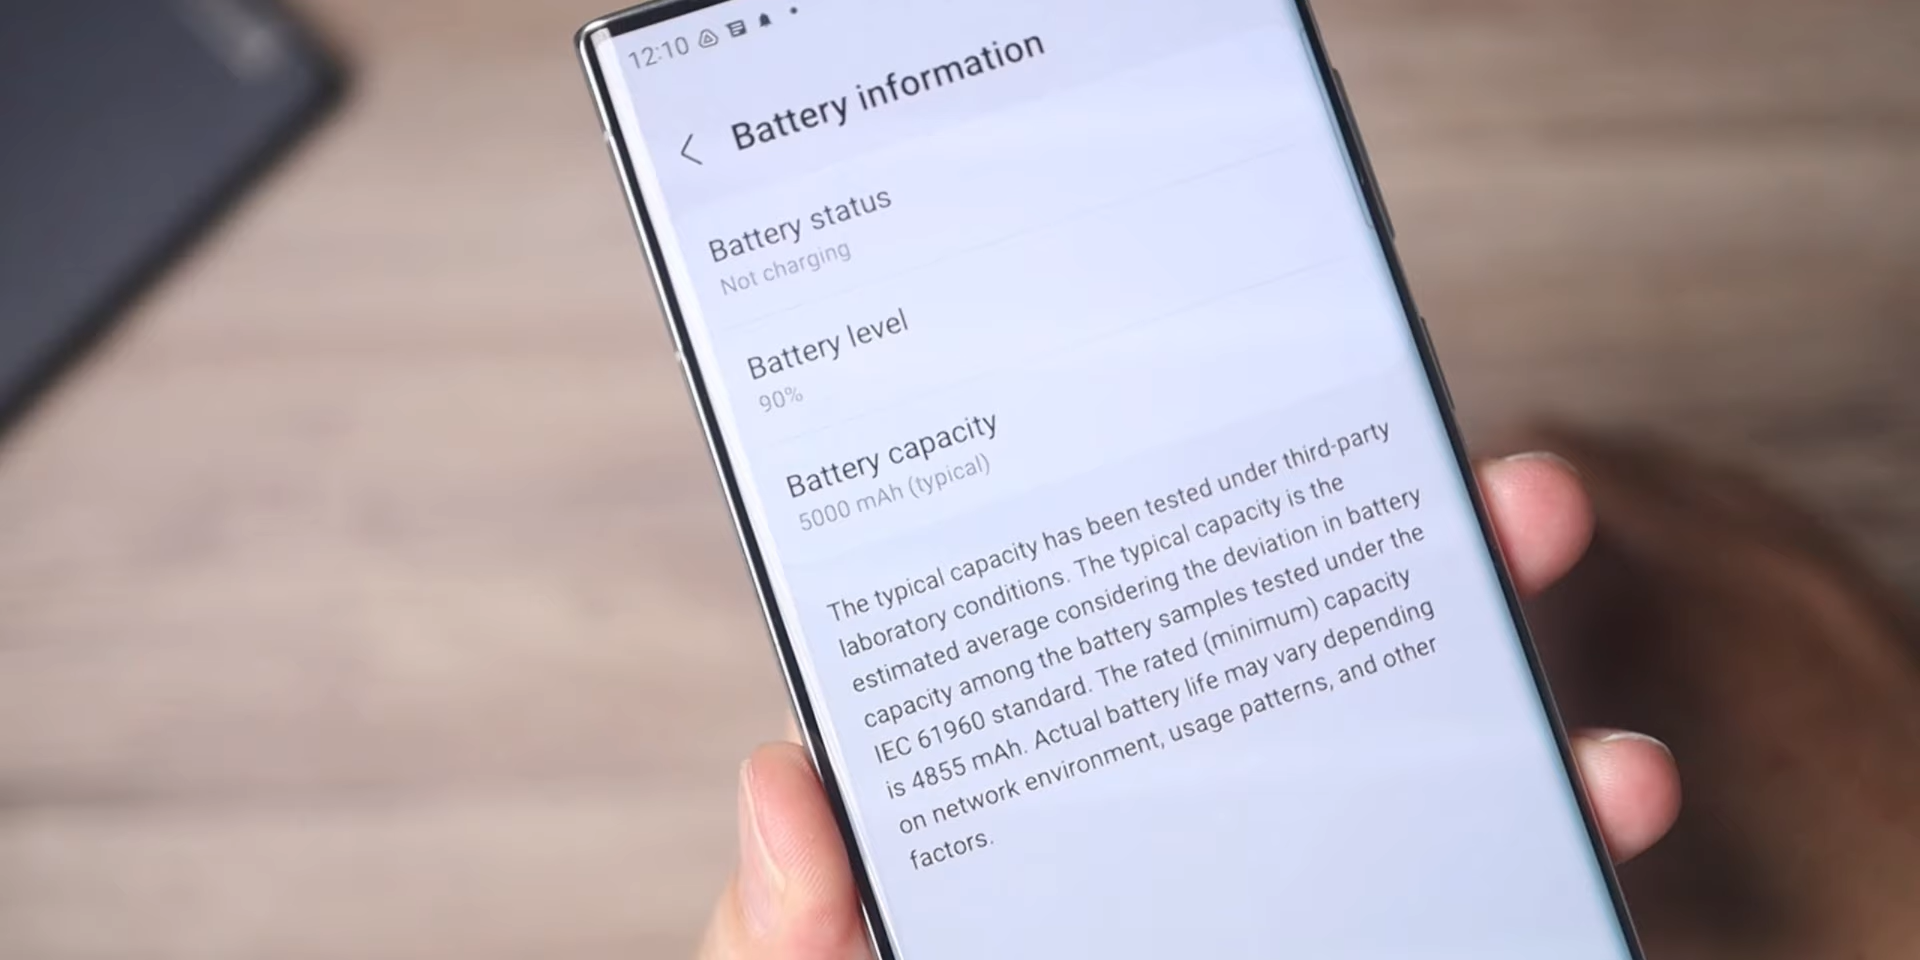 12:10
Battery information
Battery status
Not charging
Battery level
90%
Battery capacity
5000 mAh (typical)
The typical capacity has been tested under third-party
laboratory conditions. The typical capacity is the
estimated average considering the deviation in battery
capacity among the battery samples tested under the
IEC 61960 standard. The rated (minimum) capacity
is 4855 mAh. Actual battery life may vary depending
on network environment, usage patterns, and other
factors.